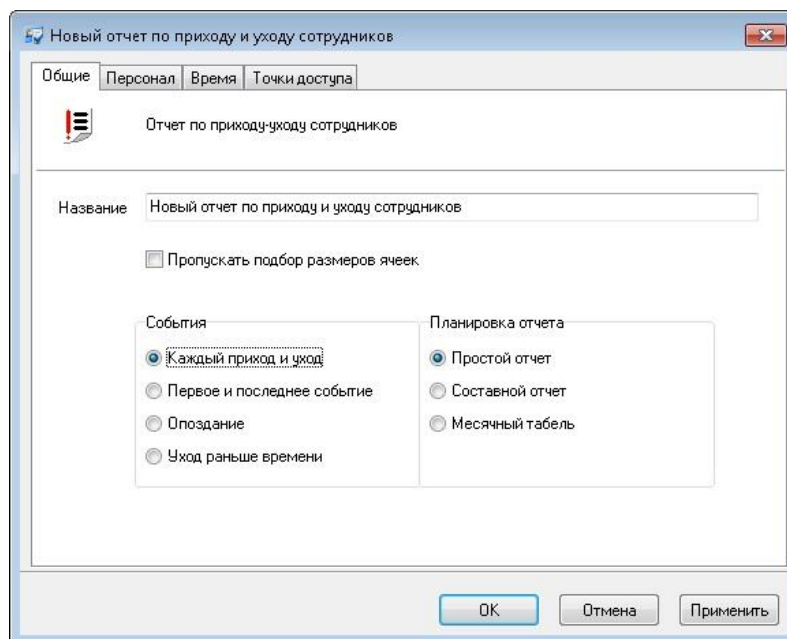 Новый отчет по приходу и уходу сотрудников
Общие Персонал Время Точки доступа
Отчет по приходу-уходу сотрудников
Название Новый отчет по приходу и уходу сотрудников
Пропускать подбор размеров ячеек
События
Каждый приход и уход
Первое и последнее событие
Опоздание
Уход раньше времени
Планировка отчета
Простой отчет
Составной отчет
Месячный табель
OK Отмена Применить